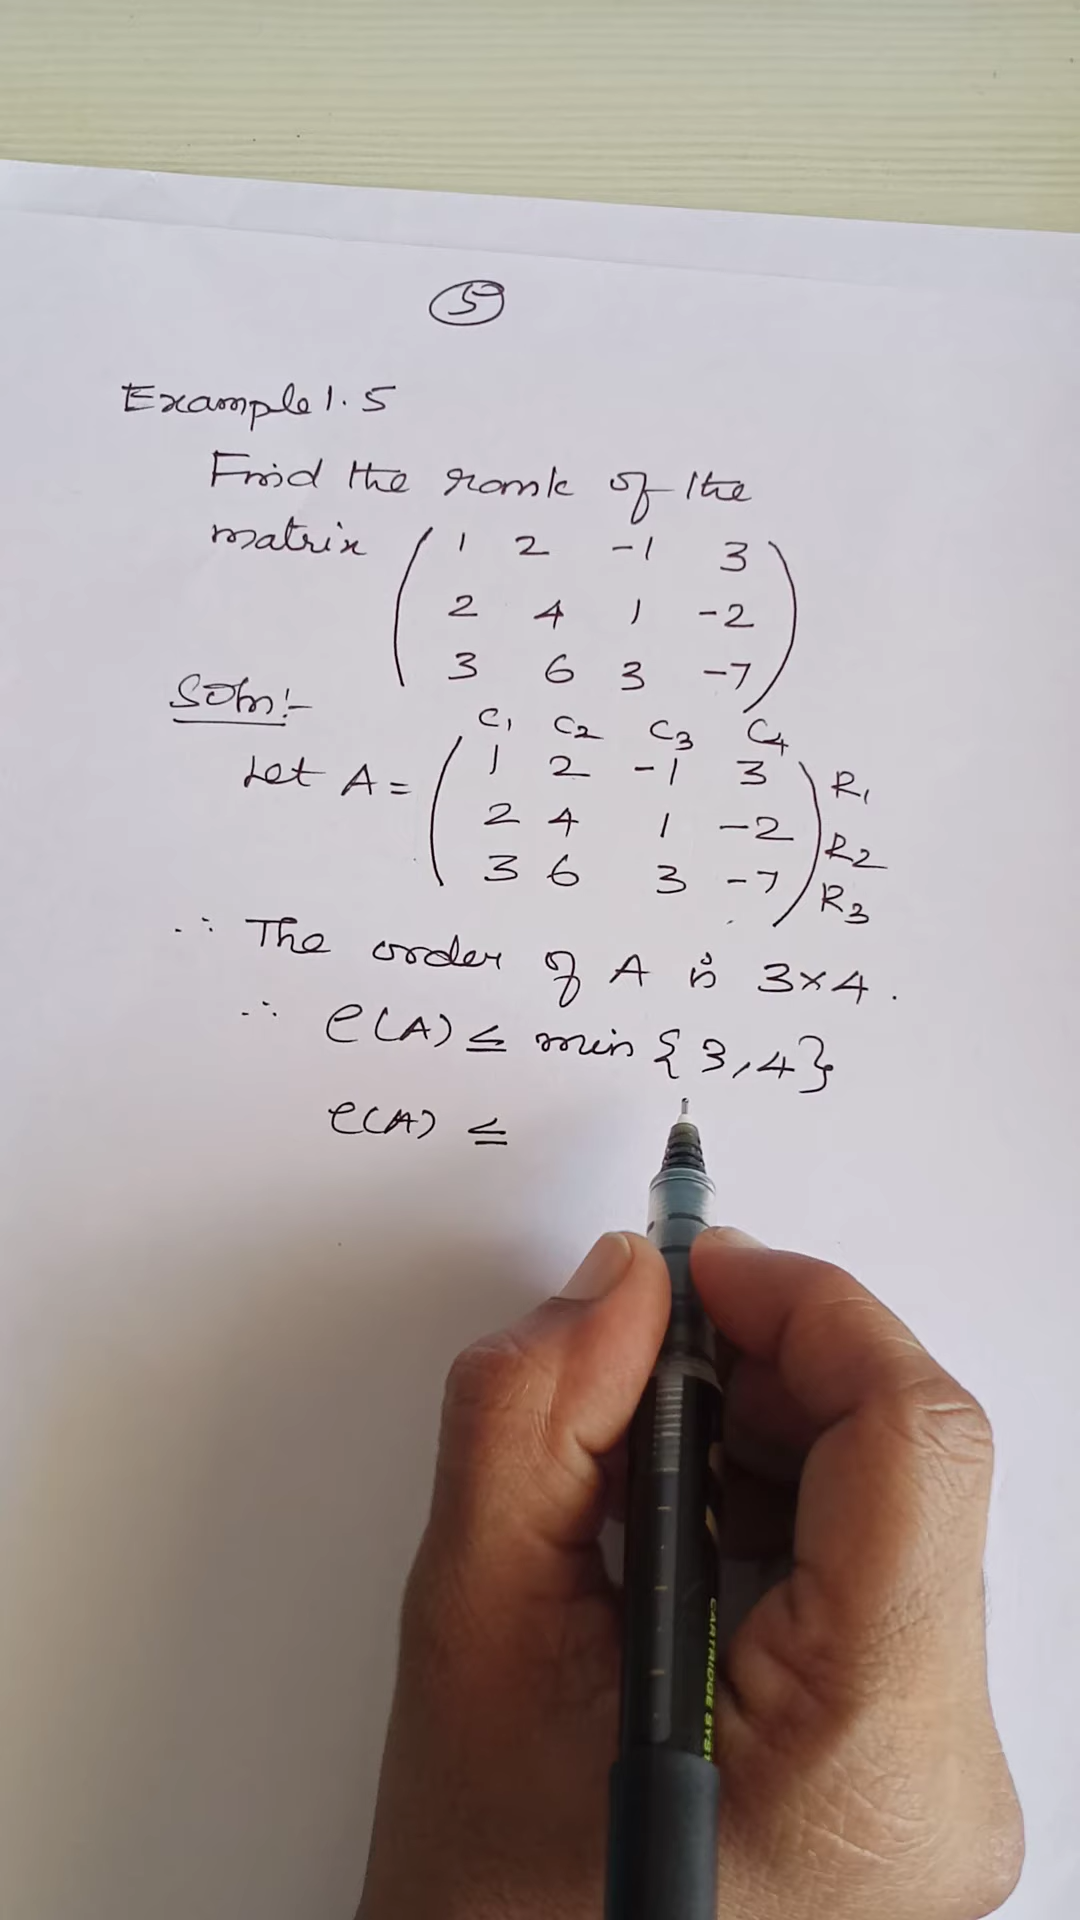 5
Example 1.5
Find the rank of the
matrix ( 1 2 -1 3
2 4 1 -2
3 6 3 -7 )
Soln:-
C1 C2 C3 C4
Let A = ( 1 2 -1 3 ) R1
2 4 1 -2 R2
3 6 3 -7 R3
∴ The order of A is 3×4.
∴ ρ(A) ≤ min {3,4}
ρ(A) ≤
CARTRIDGE SYST